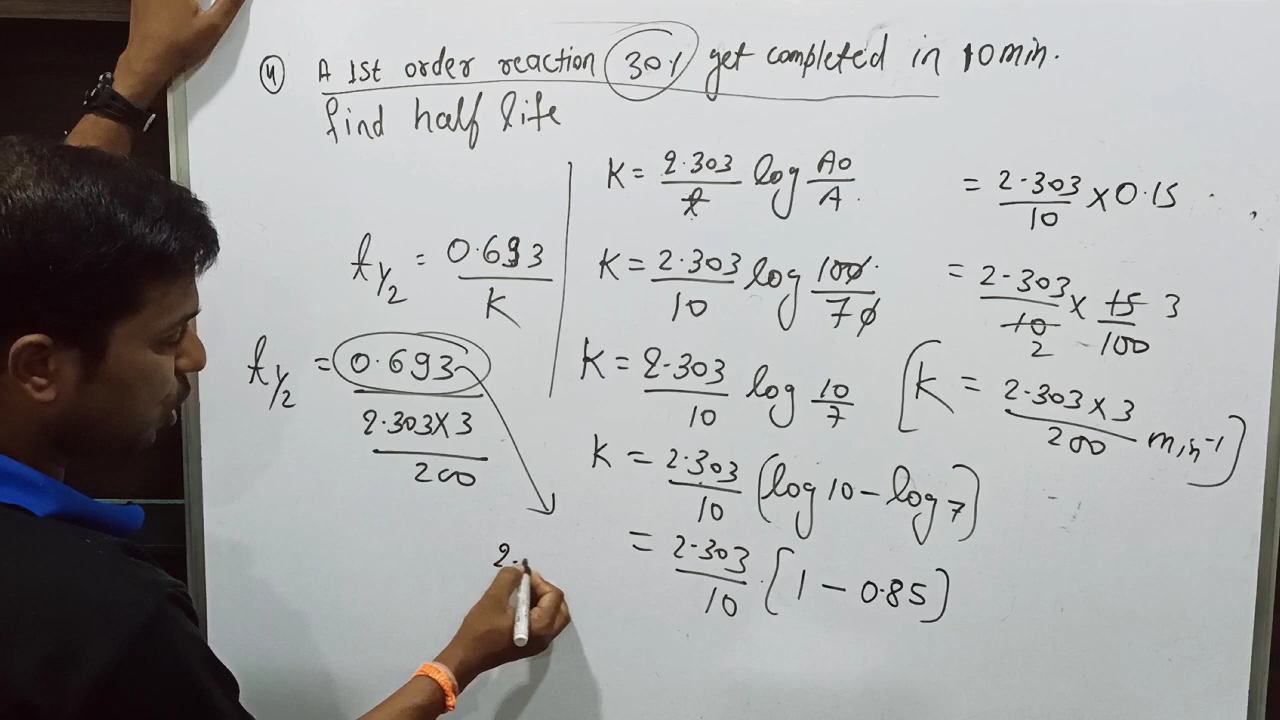 (4) A 1st order reaction 30% get completed in 10 min.
find half life
t1/2 = 0.693 / K
t1/2 = 0.693 / (2.303 x 3 / 200)
2.
K = 2.303 / t log A0 / A
K = 2.303 / 10 log 100 / 70
K = 2.303 / 10 log 10 / 7
K = 2.303 / 10 (log 10 - log 7)
= 2.303 / 10 . [1 - 0.85)
= 2.303 / 10 x 0.15
= 2.303 / 10 2 x 15 / 100 3
[K = 2.303 x 3 / 200 min-1]